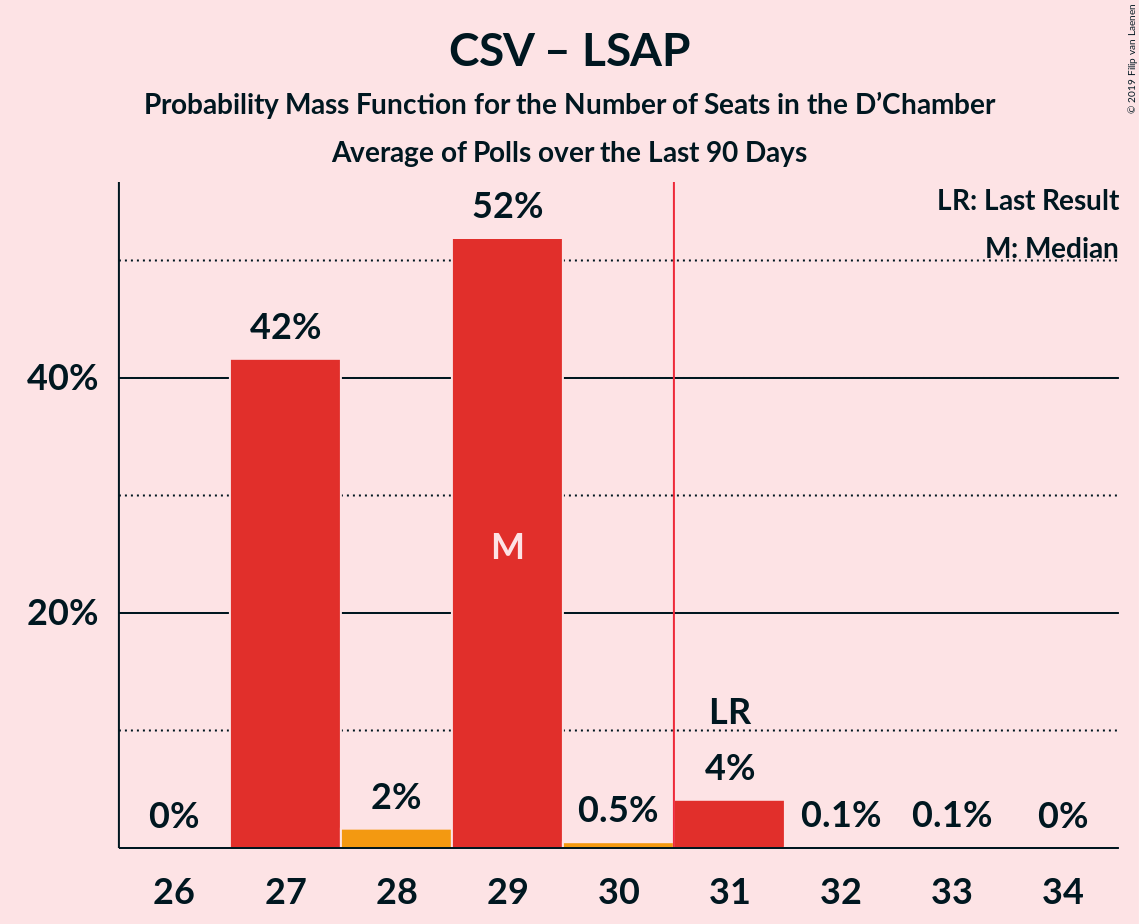 CSV – LSAP
Probability Mass Function for the Number of Seats in the D’Chamber
Average of Polls over the Last 90 Days
© 2019 Filip van Laenen
LR: Last Result
M: Median
52%
42%
40%
M
20%
LR
4%
2%
0%
0.5%
0.1%
0.1%
0%
26 27 28 29 30 31 32 33 34